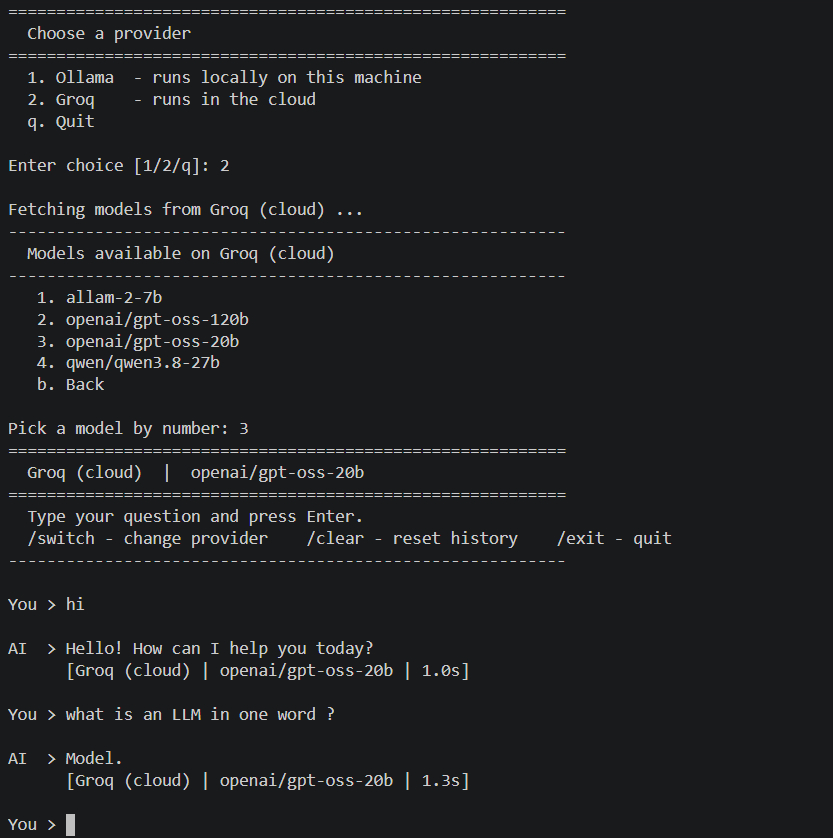 ==========================================================
  Choose a provider
==========================================================
  1. Ollama  - runs locally on this machine
  2. Groq    - runs in the cloud
  q. Quit

Enter choice [1/2/q]: 2

Fetching models from Groq (cloud) ...
----------------------------------------------------------
  Models available on Groq (cloud)
----------------------------------------------------------
   1. allam-2-7b
   2. openai/gpt-oss-120b
   3. openai/gpt-oss-20b
   4. qwen/qwen3.8-27b
   b. Back

Pick a model by number: 3
==========================================================
  Groq (cloud)  |  openai/gpt-oss-20b
==========================================================
  Type your question and press Enter.
  /switch - change provider    /clear - reset history    /exit - quit
----------------------------------------------------------

You > hi

AI  > Hello! How can I help you today?
      [Groq (cloud) | openai/gpt-oss-20b | 1.0s]

You > what is an LLM in one word ?

AI  > Model.
      [Groq (cloud) | openai/gpt-oss-20b | 1.3s]

You >